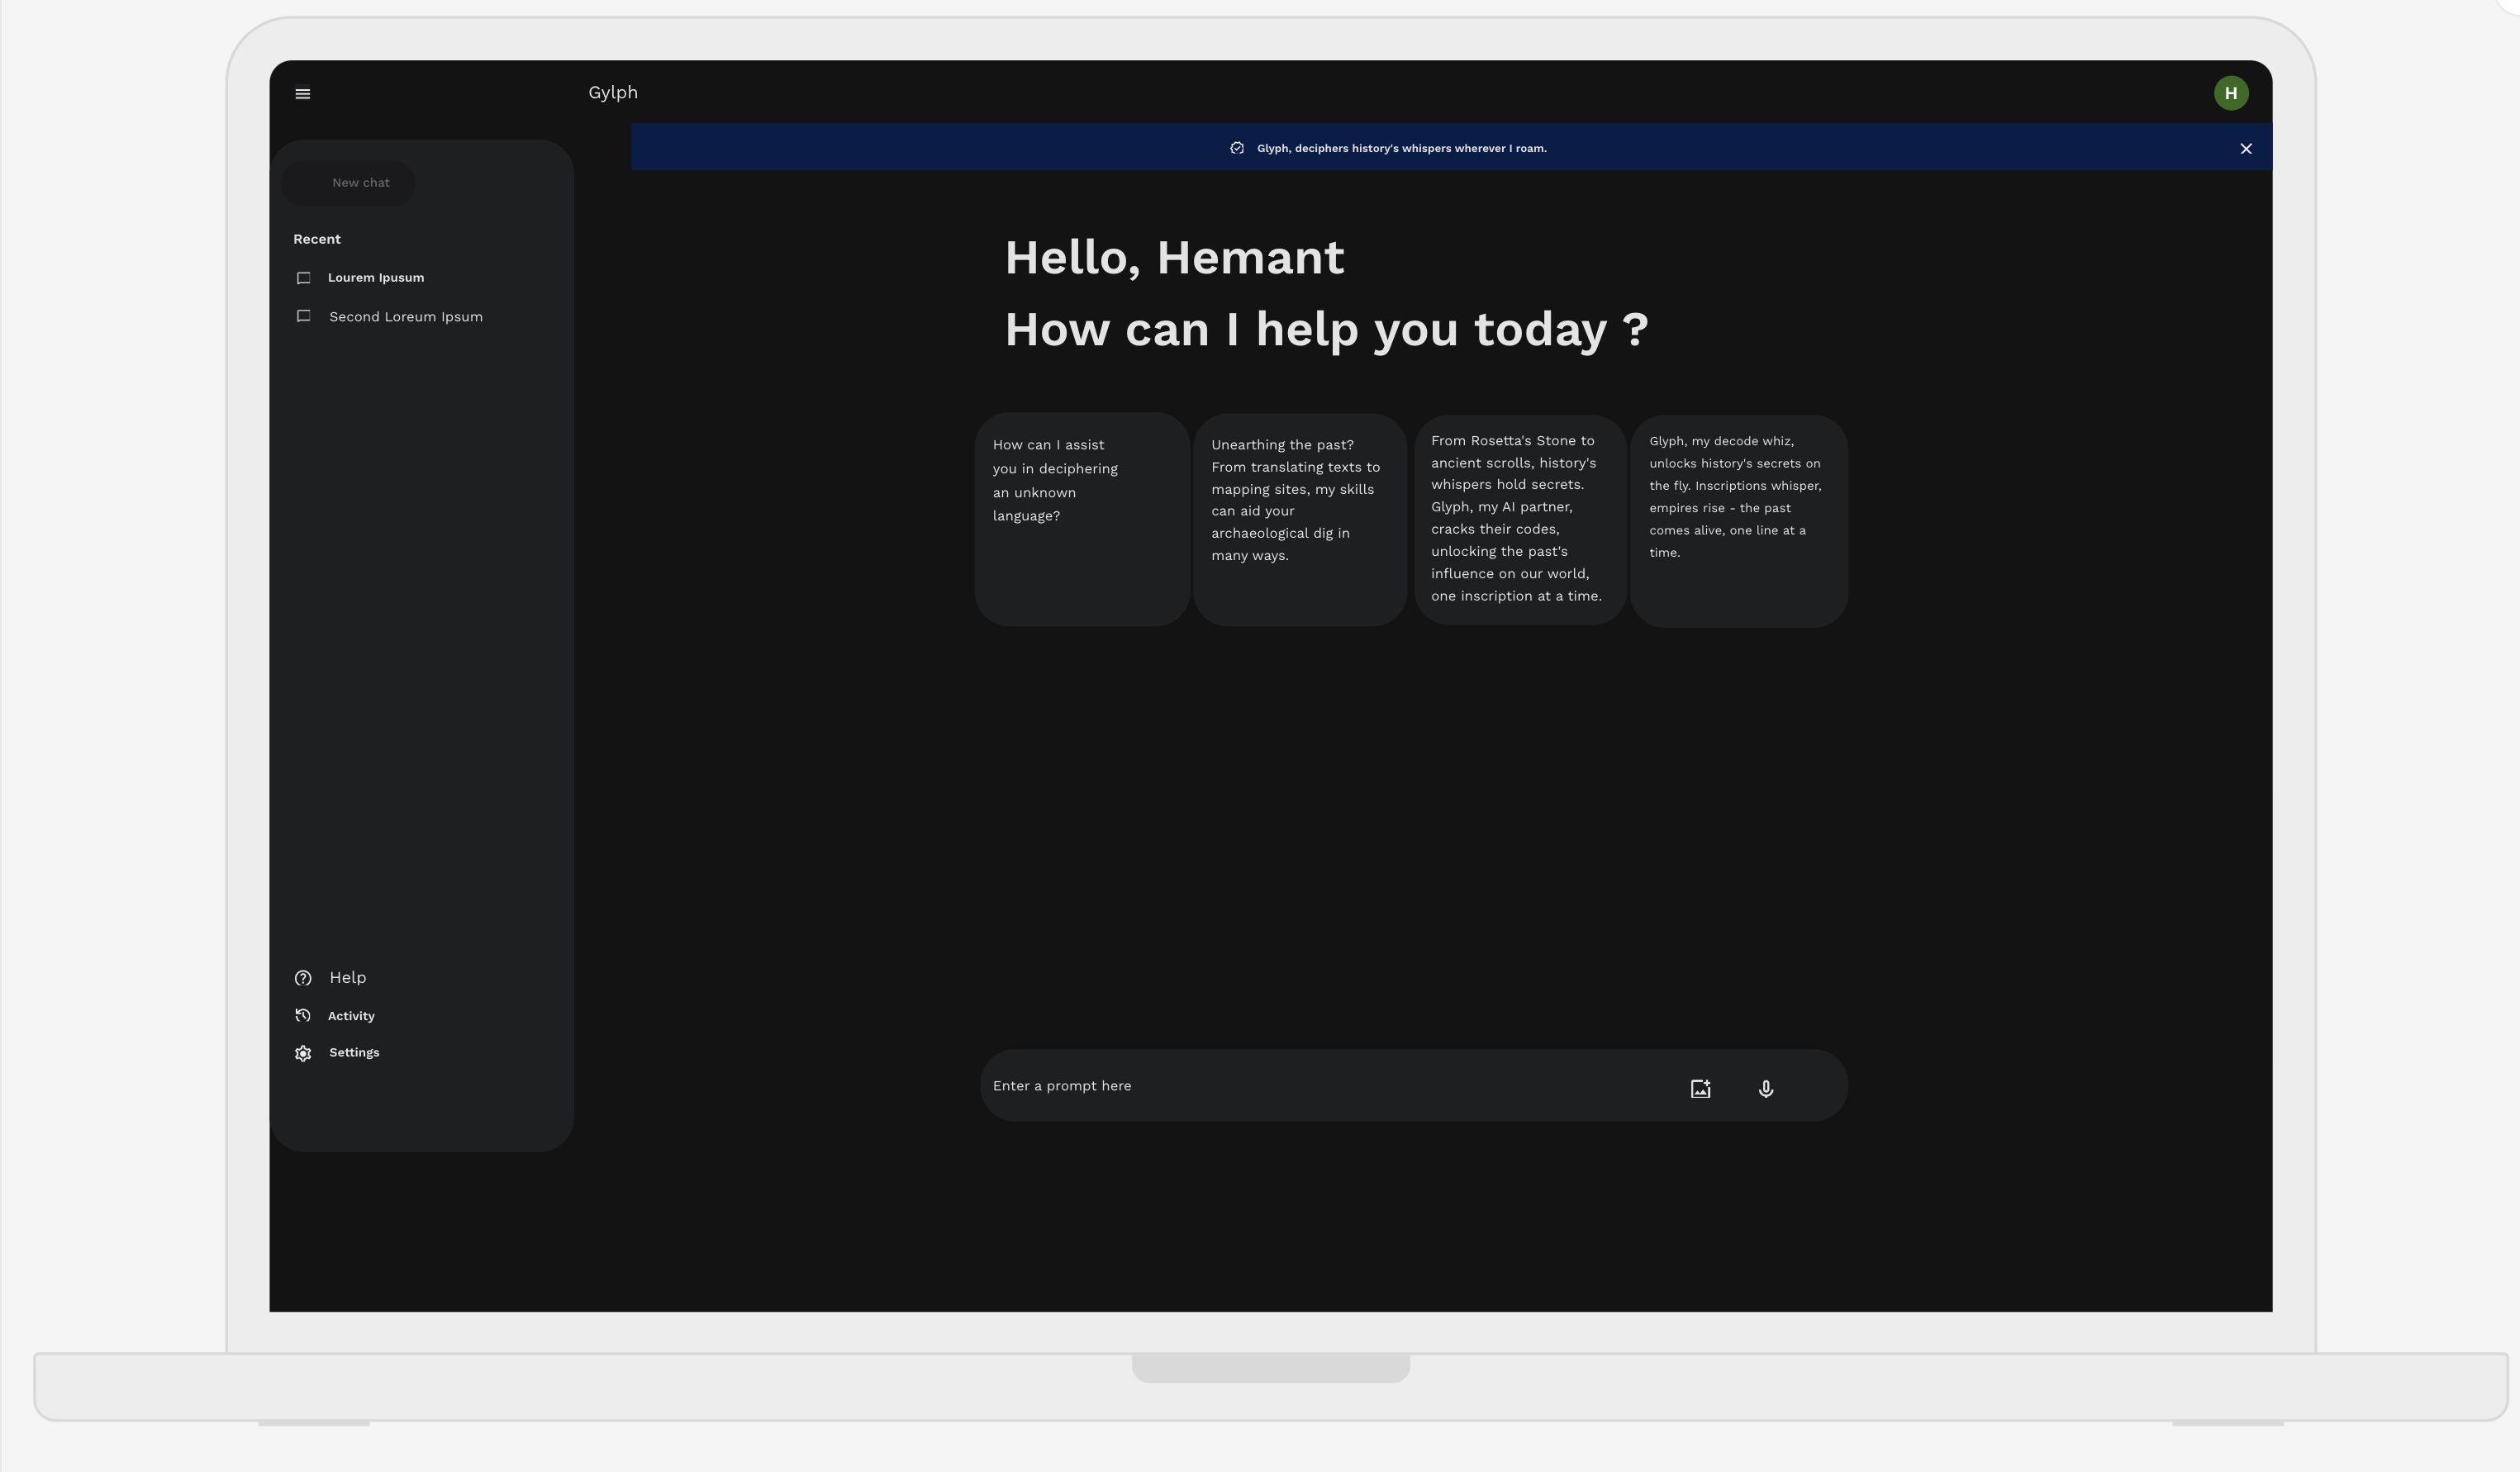 Gylph
H
Glyph, deciphers history's whispers wherever I roam.
New chat
Recent
Lourem Ipusum
Second Loreum Ipsum
Help
Activity
Settings
Hello, Hemant
How can I help you today ?
How can I assist
you in deciphering
an unknown
language?
Unearthing the past?
From translating texts to
mapping sites, my skills
can aid your
archaeological dig in
many ways.
From Rosetta's Stone to
ancient scrolls, history's
whispers hold secrets.
Glyph, my AI partner,
cracks their codes,
unlocking the past's
influence on our world,
one inscription at a time.
Glyph, my decode whiz,
unlocks history's secrets on
the fly. Inscriptions whisper,
empires rise - the past
comes alive, one line at a
time.
Enter a prompt here